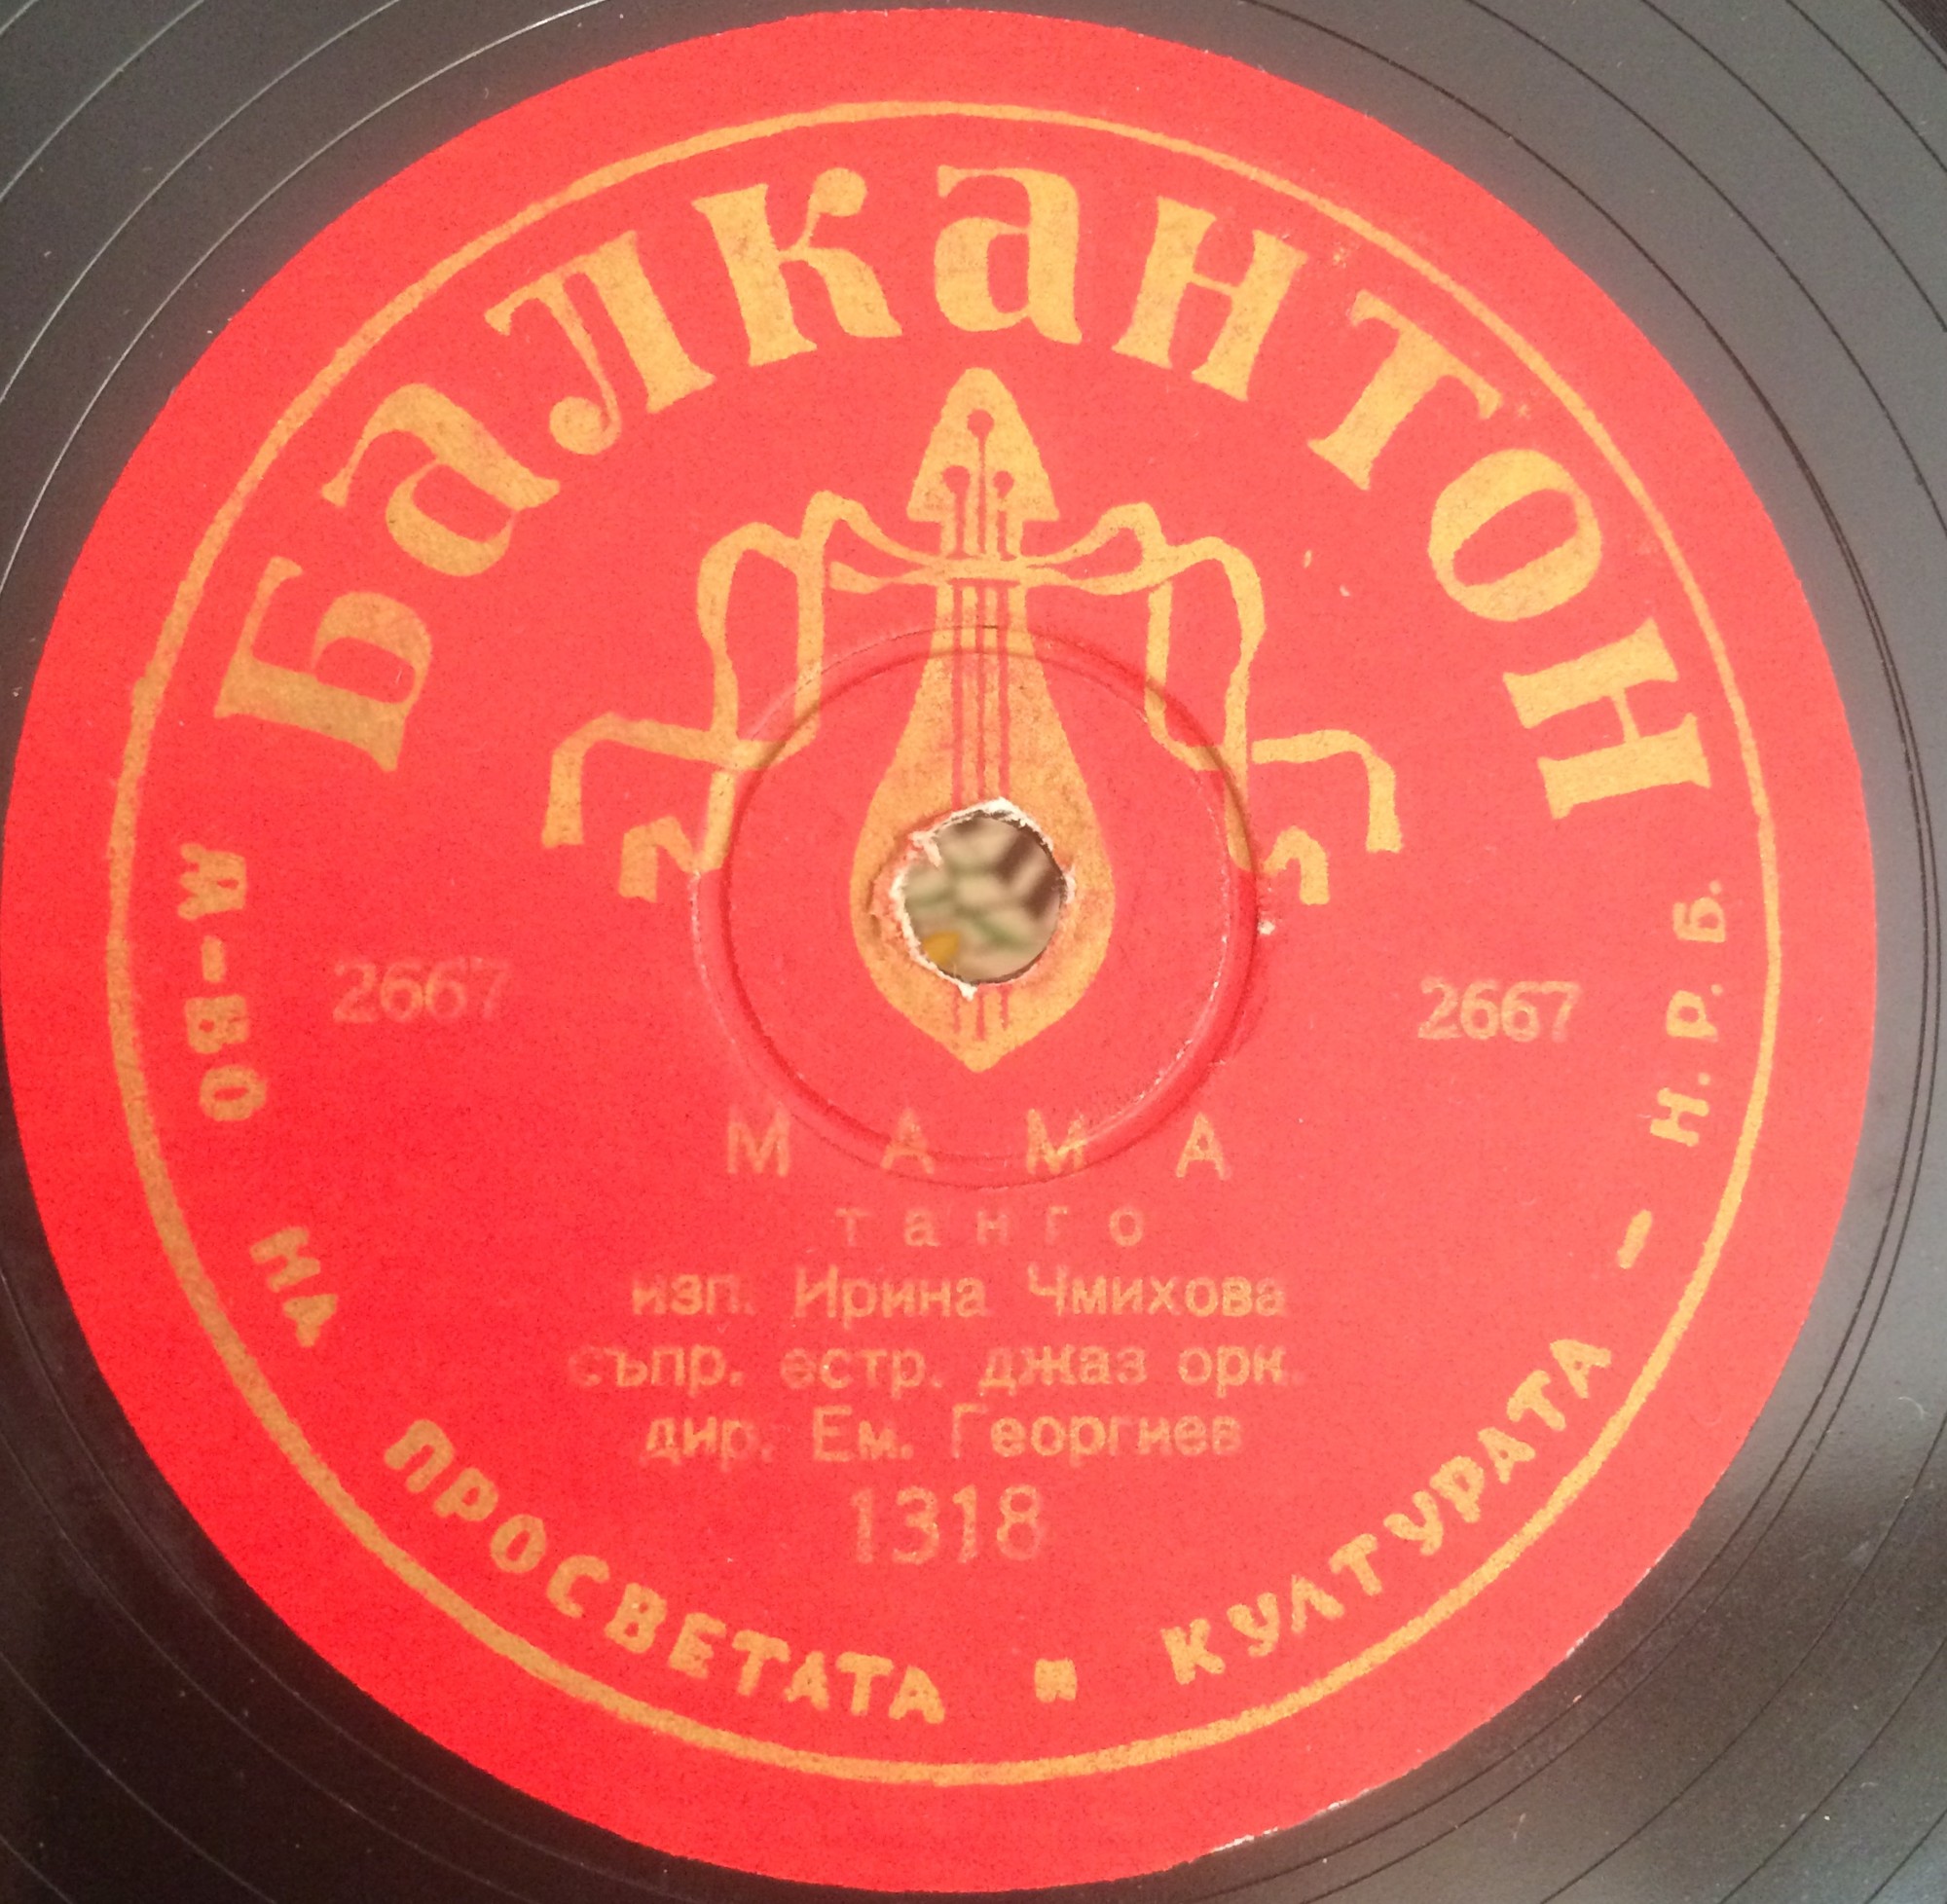 Балкантон
2667 2667
МАМА
танго
изп. Ирина Чмихова
съпр. естр. джаз орк.
дир. Ем. Георгиев
1318
М-ВО НА ПРОСВЕТАТА и КУЛТУРАТА – Н.Р.Б.